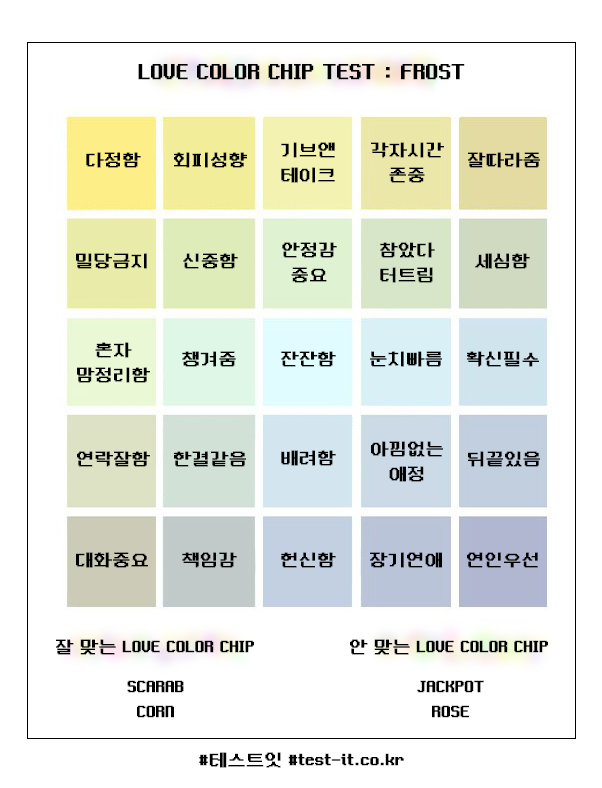 LOVE COLOR CHIP TEST : FROST
다정함
회피성향
기브앤
테이크
각자시간
존중
잘따라줌
밀당금지
신중함
안정감
중요
참았다
터트림
세심함
혼자
맘정리함
챙겨줌
잔잔함
눈치빠름
확신필수
연락잘함
한결같음
배려함
아낌없는
애정
뒤끝있음
대화중요
책임감
헌신함
장기연애
연인우선
잘 맞는 LOVE COLOR CHIP
SCARAB
CORN
안 맞는 LOVE COLOR CHIP
JACKPOT
ROSE
#테스트잇 #test-it.co.kr